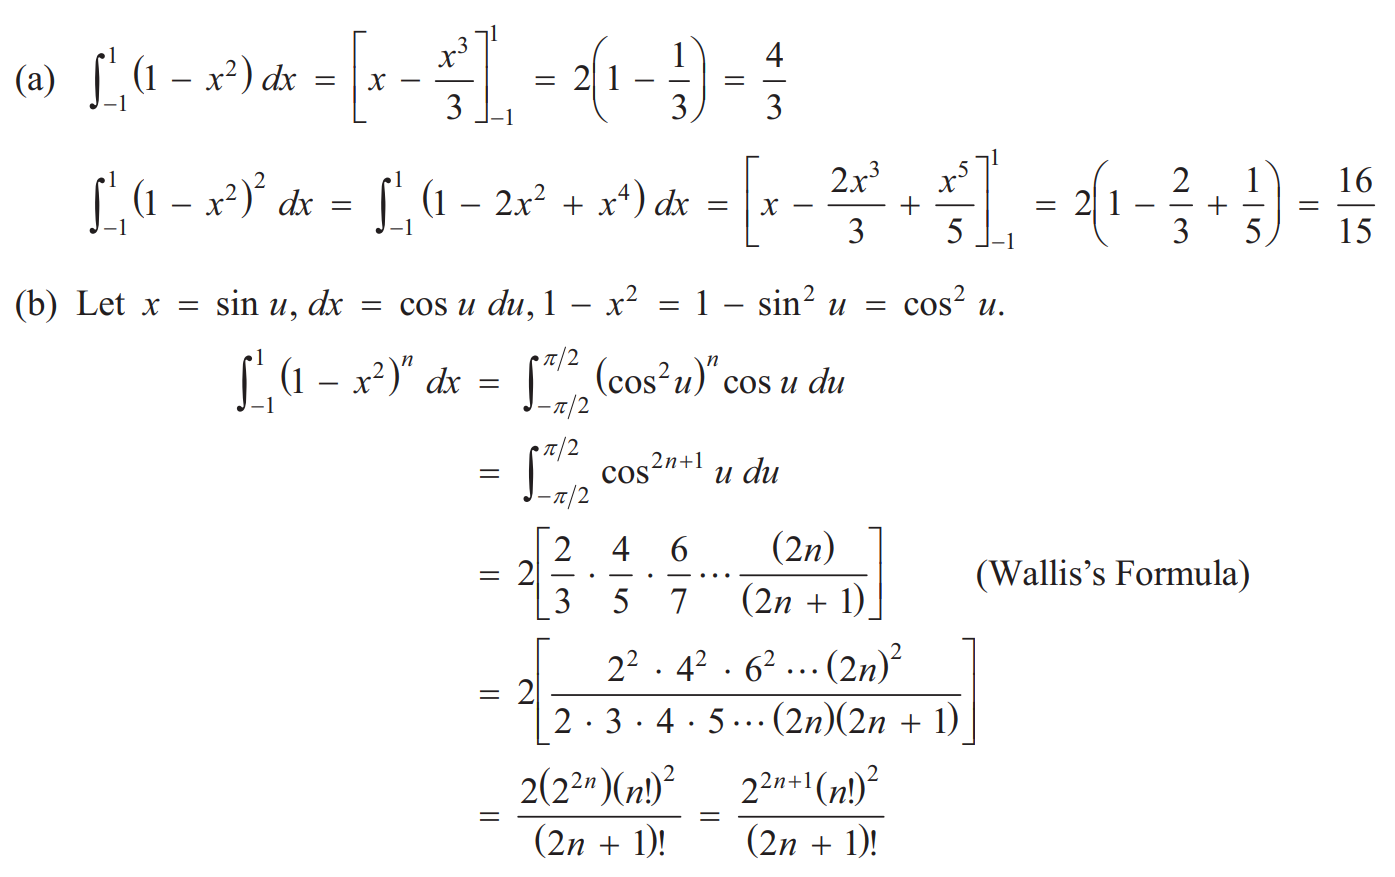 (a) ∫_{-1}^{1} (1 − x²) dx = [x − x³/3]_{-1}^{1} = 2(1 − 1/3) = 4/3
∫_{-1}^{1} (1 − x²)² dx = ∫_{-1}^{1} (1 − 2x² + x⁴) dx = [x − 2x³/3 + x⁵/5]_{-1}^{1} = 2(1 − 2/3 + 1/5) = 16/15
(b) Let x = sin u, dx = cos u du, 1 − x² = 1 − sin² u = cos² u.
∫_{-1}^{1} (1 − x²)ⁿ dx = ∫_{-π/2}^{π/2} (cos² u)ⁿ cos u du
= ∫_{-π/2}^{π/2} cos^{2n+1} u du
= 2[2/3 · 4/5 · 6/7 ⋯ (2n)/(2n + 1)] (Wallis’s Formula)
= 2[(2² · 4² · 6² ⋯ (2n)²)/(2 · 3 · 4 · 5 ⋯ (2n)(2n + 1))]
= 2(2^{2n})(n!)²/(2n + 1)! = 2^{2n+1}(n!)²/(2n + 1)!